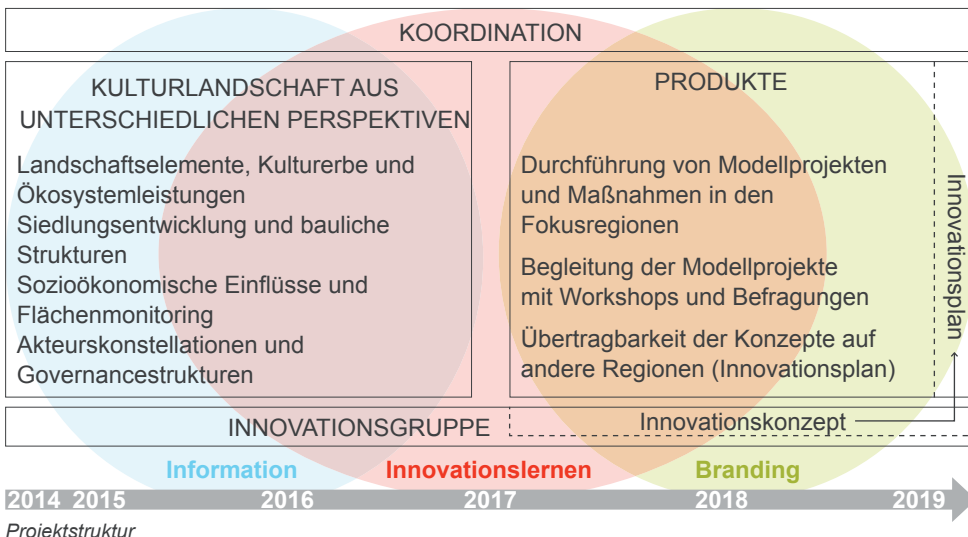 KOORDINATION
KULTURLANDSCHAFT AUS
UNTERSCHIEDLICHEN PERSPEKTIVEN
Landschaftselemente, Kulturerbe und
Ökosystemleistungen
Siedlungsentwicklung und bauliche
Strukturen
Sozioökonomische Einflüsse und
Flächenmonitoring
Akteurskonstellationen und
Governancestrukturen
PRODUKTE
Durchführung von Modellprojekten
und Maßnahmen in den
Fokusregionen
Begleitung der Modellprojekte
mit Workshops und Befragungen
Übertragbarkeit der Konzepte auf
andere Regionen (Innovationsplan)
Innovationsplan
INNOVATIONSGRUPPE
Innovationskonzept
Information
Innovationslernen
Branding
2014 2015 2016 2017 2018 2019
Projektstruktur